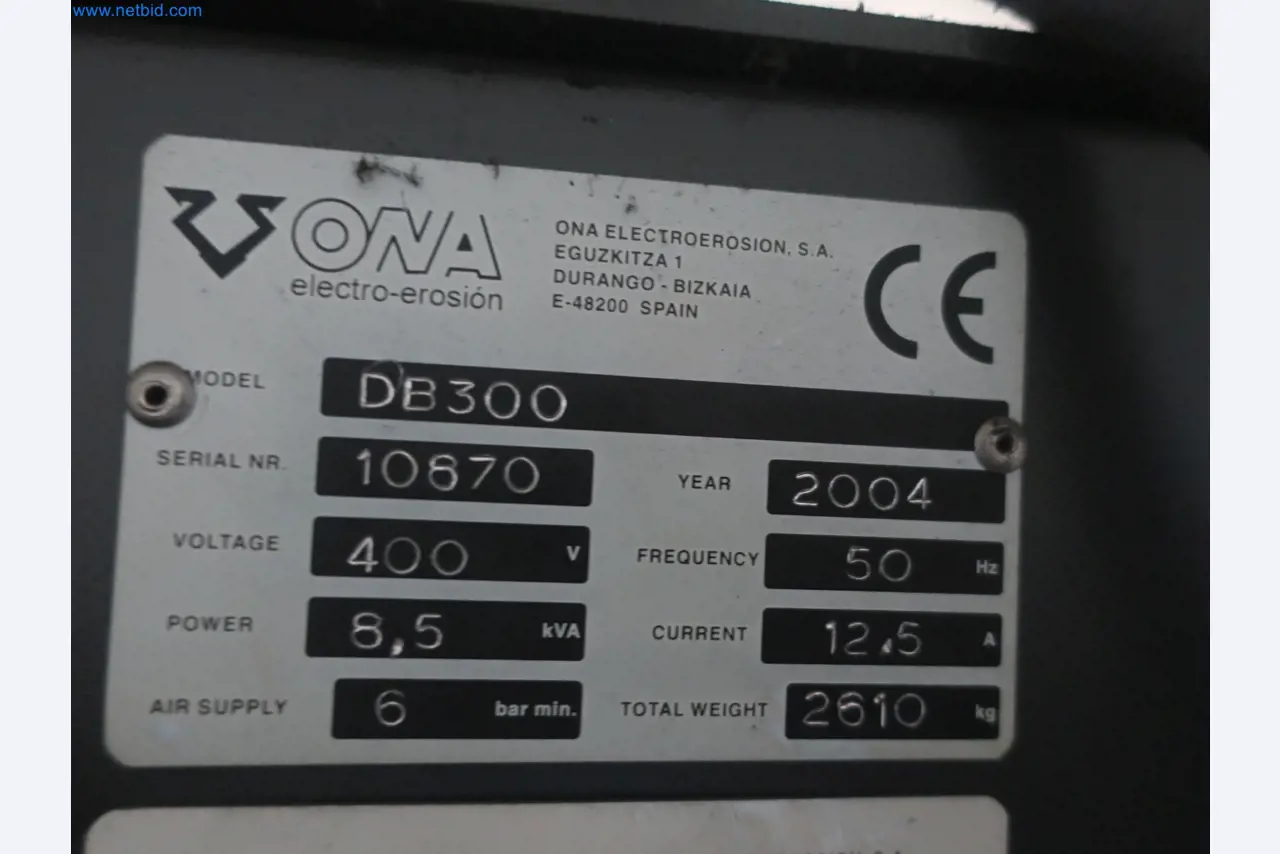 www.netbid.com
ONA
electro-erosión
ONA ELECTROEROSION, S.A.
EGUZKITZA 1
DURANGO - BIZKAIA
E-48200 SPAIN
CE
MODEL DB300
SERIAL NR. 10870 YEAR 2004
VOLTAGE 400 V FREQUENCY 50 Hz
POWER 8,5 kVA CURRENT 12,5 A
AIR SUPPLY 6 bar min. TOTAL WEIGHT 2610 kg